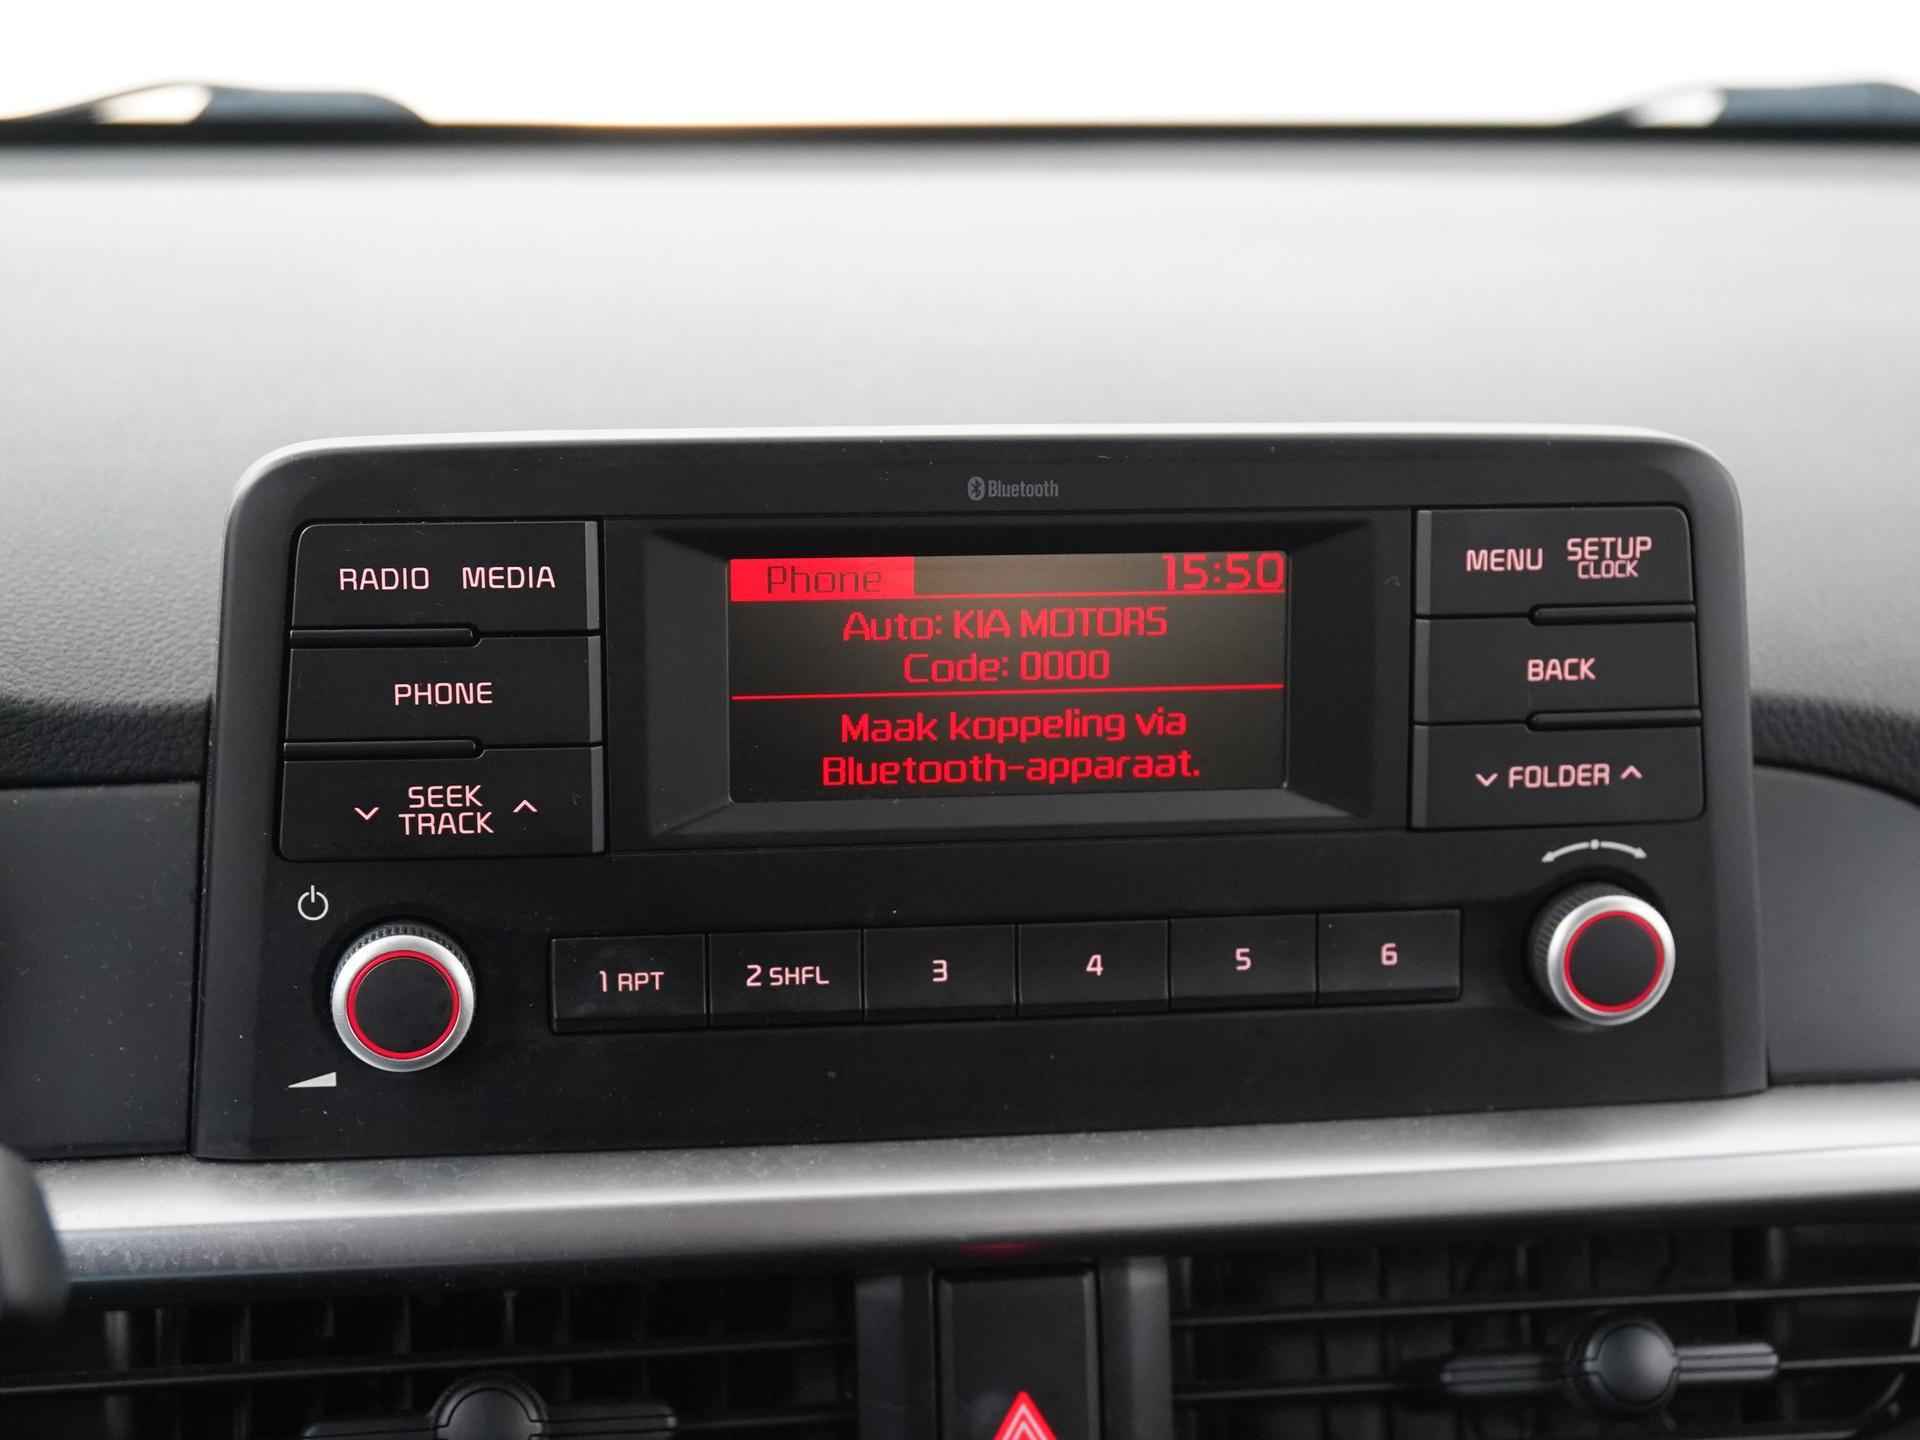 Bluetooth
RADIO MEDIA
PHONE
SEEK
TRACK
Phone 15:50
Auto: KIA MOTORS
Code: 0000
Maak koppeling via
Bluetooth-apparaat.
MENU SETUP
CLOCK
BACK
FOLDER
1 RPT 2 SHFL 3 4 5 6